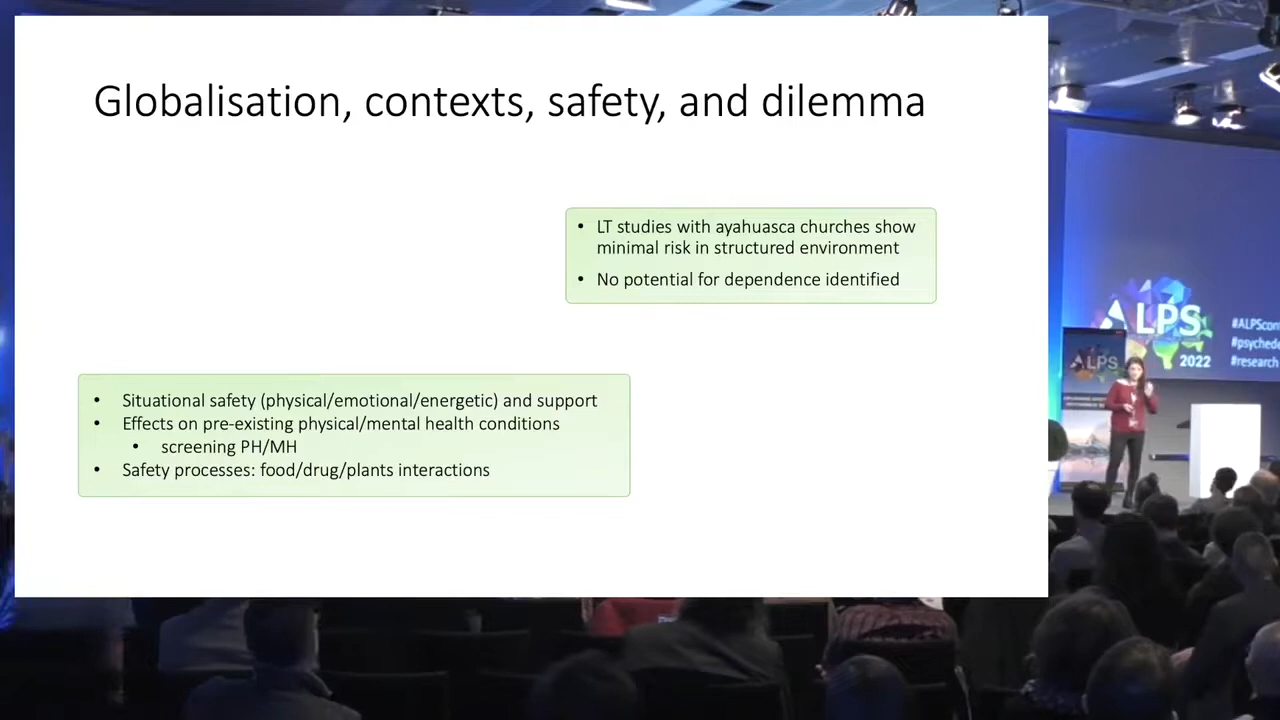 Globalisation, contexts, safety, and dilemma
• LT studies with ayahuasca churches show
minimal risk in structured environment
• No potential for dependence identified
• Situational safety (physical/emotional/energetic) and support
• Effects on pre-existing physical/mental health conditions
• screening PH/MH
• Safety processes: food/drug/plants interactions
ALPS
2022
#ALPScon
#psychede
#research
ALPS